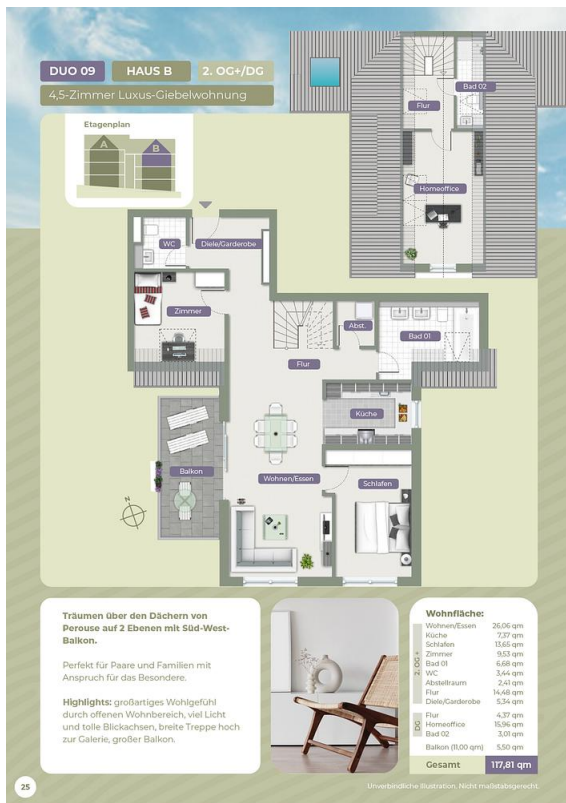 DUO 09
HAUS B
2. OG+/DG
4,5-Zimmer Luxus-Giebelwohnung
Etagenplan
A
B
Bad 02
Flur
Homeoffice
WC
Diele/Garderobe
Zimmer
Abst.
Bad 01
Flur
Küche
Balkon
Wohnen/Essen
Schlafen
N
Träumen über den Dächern von
Perouse auf 2 Ebenen mit Süd-West-
Balkon.
Perfekt für Paare und Familien mit
Anspruch für das Besondere.
Highlights: großartiges Wohlgefühl
durch offenen Wohnbereich, viel Licht
und tolle Blickachsen, breite Treppe hoch
zur Galerie, großer Balkon.
Wohnfläche:
2. OG +
Wohnen/Essen 26,06 qm
Küche 7,37 qm
Schlafen 13,65 qm
Zimmer 9,53 qm
Bad 01 6,68 qm
WC 3,44 qm
Abstellraum 2,41 qm
Flur 14,48 qm
Diele/Garderobe 5,34 qm
DG
Flur 4,37 qm
Homeoffice 15,96 qm
Bad 02 3,01 qm
Balkon (11,00 qm) 5,50 qm
Gesamt 117,81 qm
25
Unverbindliche Illustration. Nicht maßstabsgerecht.